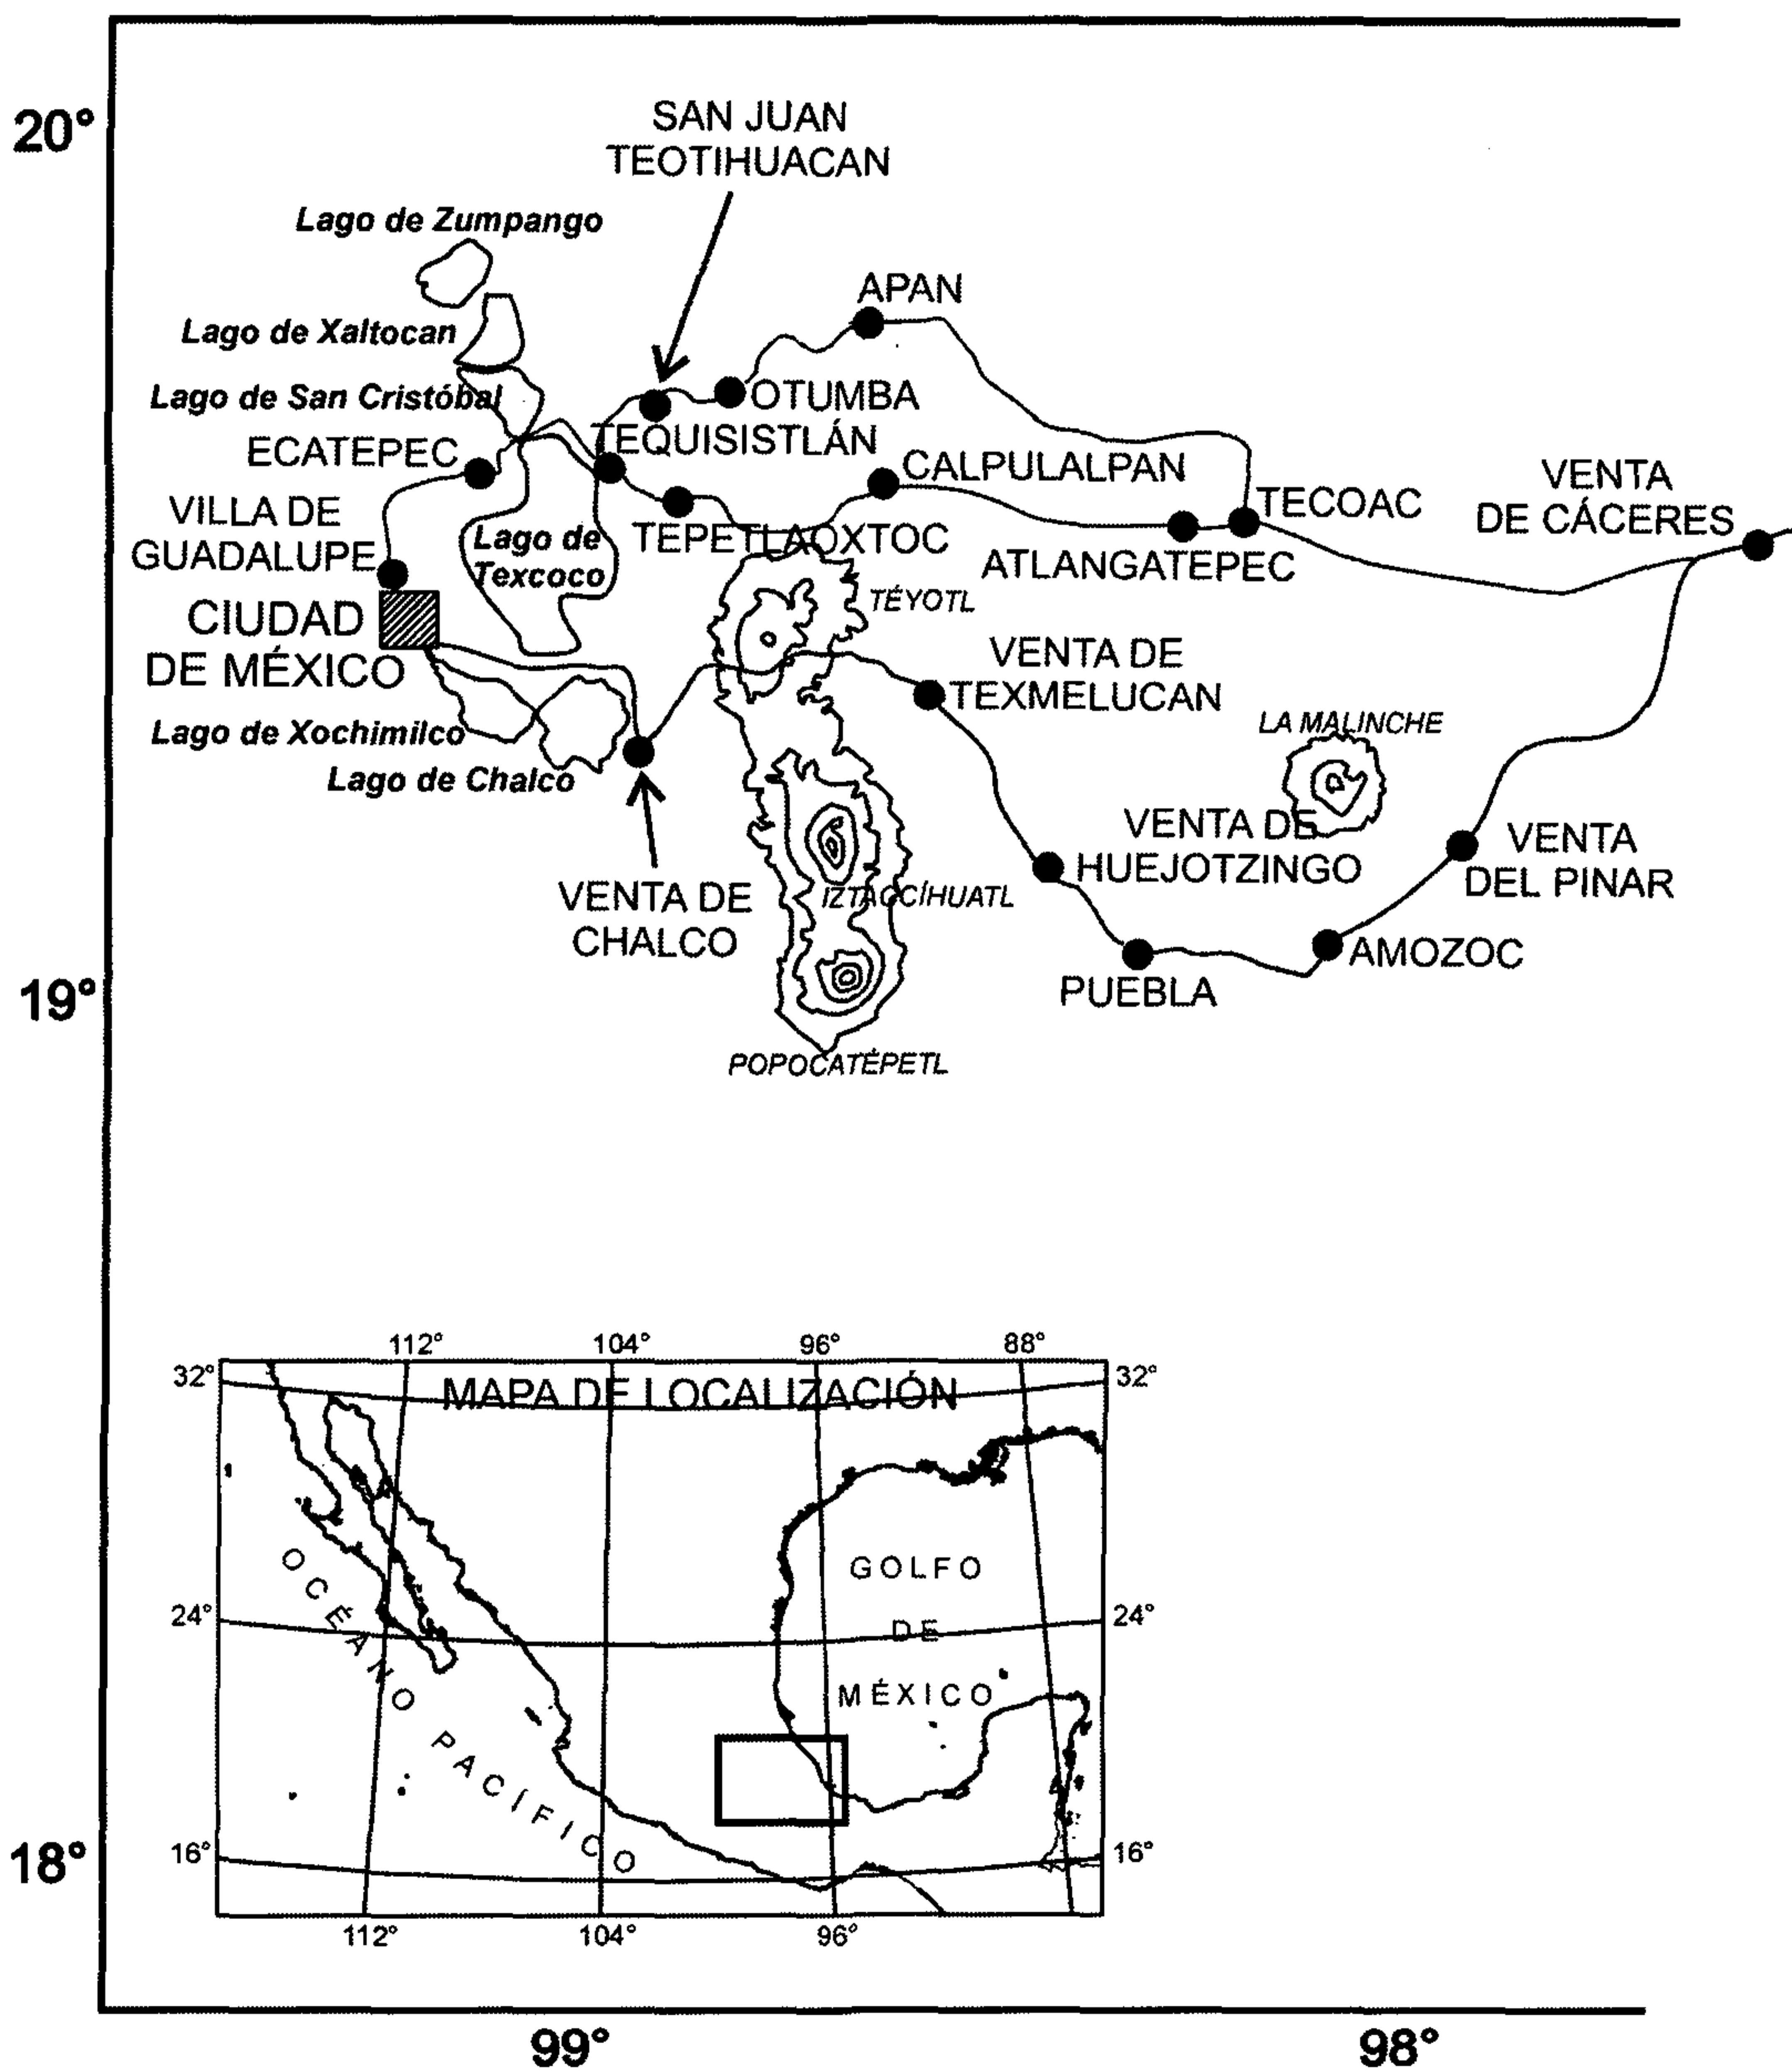 20°
SAN JUAN
TEOTIHUACAN
Lago de Zumpango
APAN
Lago de Xaltocan
Lago de San Cristóbal
OTUMBA
TEQUISISTLÁN
ECATEPEC
CALPULALPAN
VENTA
DE CÁCERES
TECOAC
VILLA DE
GUADALUPE
Lago de
Texcoco
TEPETLAOXTOC
ATLANGATEPEC
TÉYOTL
CIUDAD
DE MÉXICO
VENTA DE
TEXMELUCAN
LA MALINCHE
Lago de Xochimilco
Lago de Chalco
VENTA DE
HUEJOTZINGO
VENTA
DEL PINAR
VENTA DE
CHALCO
IZTACCÍHUATL
AMOZOC
PUEBLA
19°
POPOCATÉPETL
112° 104° 96° 88°
32° 32°
MAPA DE LOCALIZACIÓN
GOLFO
DE
MÉXICO
OCÉANO PACÍFICO
24° 24°
16° 16°
112° 104° 96°
18°
99° 98°